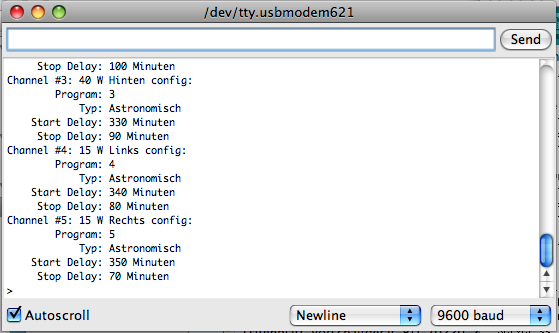 /dev/tty.usbmodem621
Send
Stop Delay: 100 Minuten
Channel #3: 40 W Hinten config:
Program: 3
Typ: Astronomisch
Start Delay: 330 Minuten
Stop Delay: 90 Minuten
Channel #4: 15 W Links config:
Program: 4
Typ: Astronomisch
Start Delay: 340 Minuten
Stop Delay: 80 Minuten
Channel #5: 15 W Rechts config:
Program: 5
Typ: Astronomisch
Start Delay: 350 Minuten
Stop Delay: 70 Minuten
>
Autoscroll
Newline
9600 baud